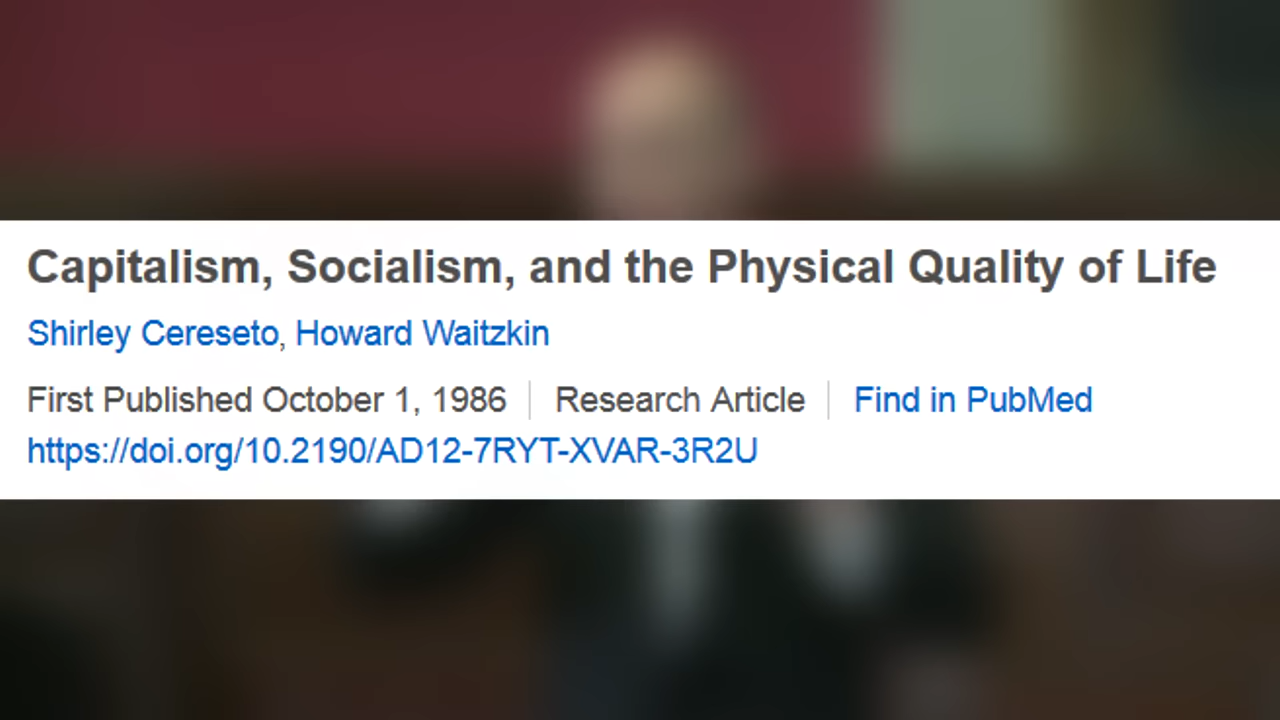 Capitalism, Socialism, and the Physical Quality of Life
Shirley Cereseto, Howard Waitzkin
First Published October 1, 1986 | Research Article | Find in PubMed
https://doi.org/10.2190/AD12-7RYT-XVAR-3R2U